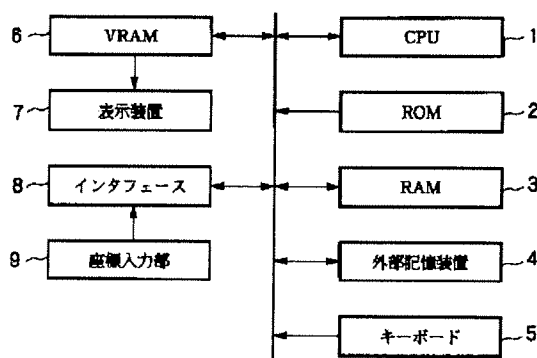 6 VRAM
7 表示装置
8 インタフェース
9 座標入力部
CPU 1
ROM 2
RAM 3
外部記憶装置 4
キーボード 5